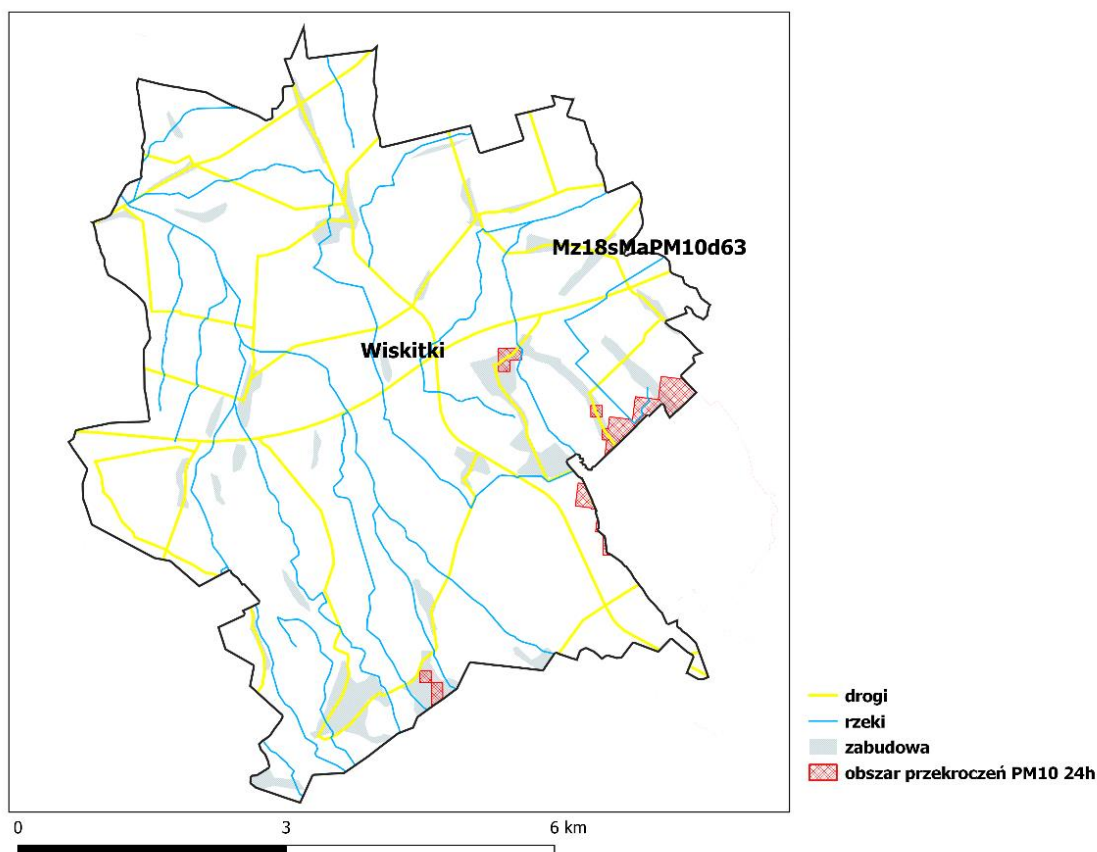 Mz18sMaPM10d63
Wiskitki
drogi
rzeki
zabudowa
obszar przekroczeń PM10 24h
0 3 6 km